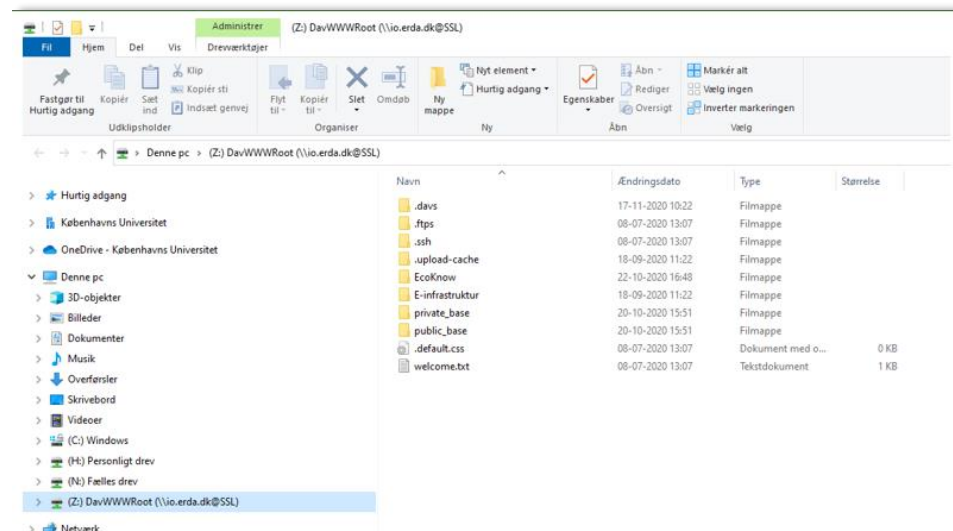 Administrer (Z:) DavWWWRoot (\\io.erda.dk@SSL)
Fil Hjem Del Vis Drevværktøjer
Fastgør til Hurtig adgang
Kopiér
Sæt ind
Klip
Kopiér sti
Indsæt genvej
Udklipsholder
Flyt til
Kopiér til
Slet
Omdøb
Organiser
Ny mappe
Nyt element
Hurtig adgang
Ny
Egenskaber
Åbn
Rediger
Oversigt
Åbn
Markér alt
Vælg ingen
Inverter markeringen
Vælg
Denne pc › (Z:) DavWWWRoot (\\io.erda.dk@SSL)
Hurtig adgang
Københavns Universitet
OneDrive - Københavns Universitet
Denne pc
3D-objekter
Billeder
Dokumenter
Musik
Overførsler
Skrivebord
Videoer
(C:) Windows
(H:) Personligt drev
(N:) Fælles drev
(Z:) DavWWWRoot (\\io.erda.dk@SSL)
Netværk
Navn Ændringsdato Type Størrelse
.davs 17-11-2020 10:22 Filmappe
.ftps 08-07-2020 13:07 Filmappe
.ssh 08-07-2020 13:07 Filmappe
.upload-cache 18-09-2020 11:22 Filmappe
EcoKnow 22-10-2020 16:48 Filmappe
E-infrastruktur 18-09-2020 11:22 Filmappe
private_base 20-10-2020 15:51 Filmappe
public_base 20-10-2020 15:51 Filmappe
.default.css 08-07-2020 13:07 Dokument med o... 0 KB
welcome.txt 08-07-2020 13:07 Tekstdokument 1 KB